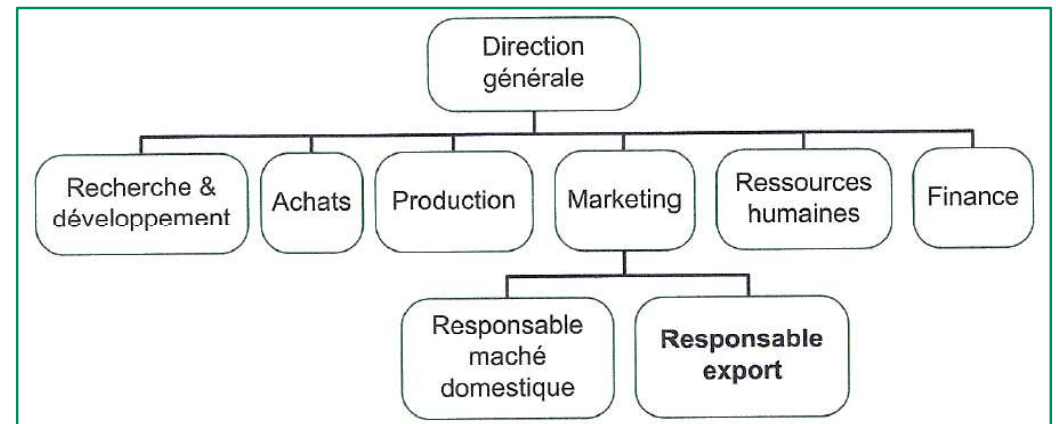 Direction
générale
Recherche &
développement
Achats
Production
Marketing
Ressources
humaines
Finance
Responsable
maché
domestique
Responsable
export